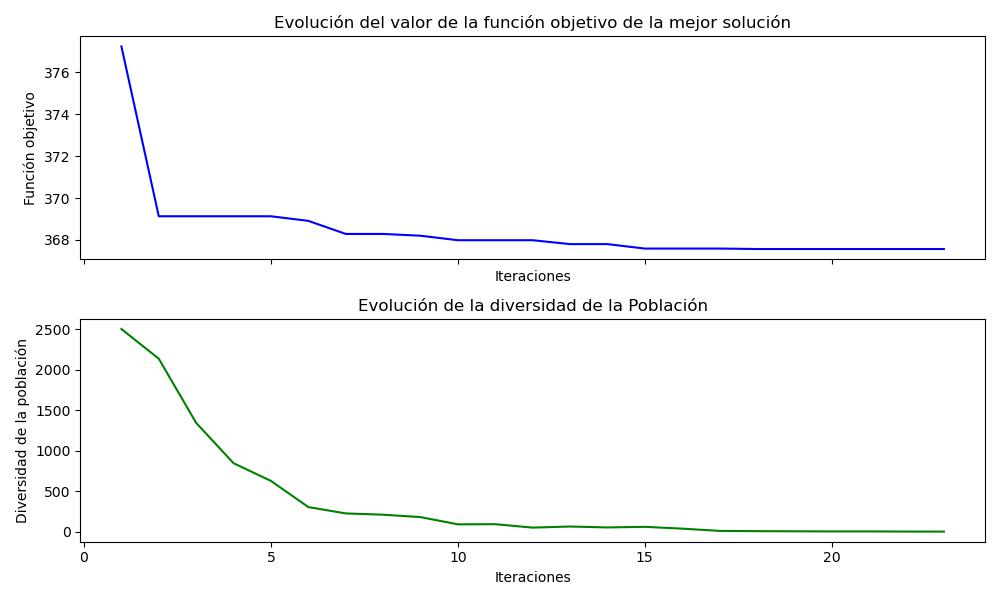 Evolución del valor de la función objetivo de la mejor solución
376
374
372
370
368
Función objetivo
Iteraciones
Evolución de la diversidad de la Población
2500
2000
1500
1000
500
0
Diversidad de la población
0 5 10 15 20
Iteraciones